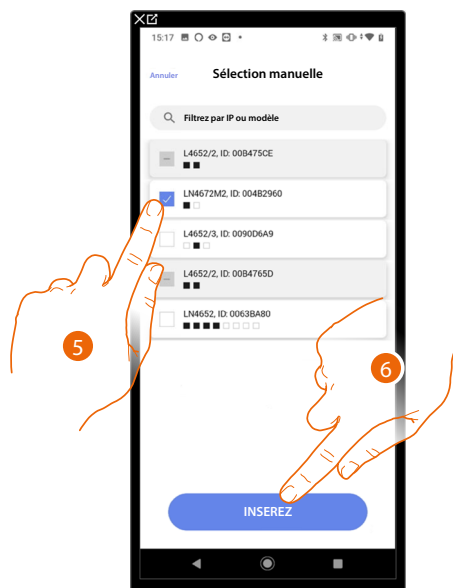 15:17
Annuler Sélection manuelle
Filtrez par IP ou modèle
L4652/2, ID: 00B475CE
LN4672M2, ID: 004B2960
L4652/3, ID: 0090D6A9
L4652/2, ID: 00B4765D
LN4652, ID: 0063BA80
5
6
INSEREZ